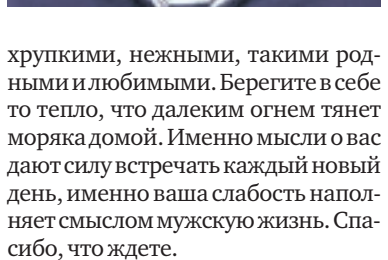 хрупкими, нежными, такими род-
ными и любимыми. Берегите в себе
то тепло, что далеким огнем тянет
моряка домой. Именно мысли о вас
дают силу встречать каждый новый
день, именно ваша слабость напол-
няет смыслом мужскую жизнь. Спа-
сибо, что ждете.